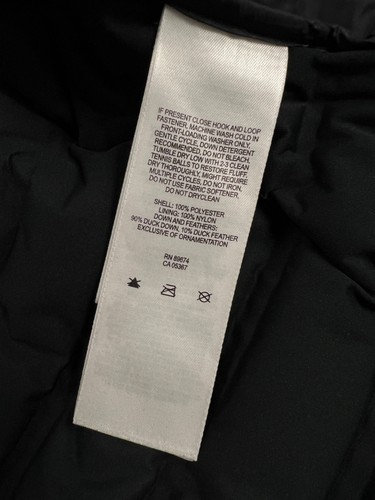 IF PRESENT CLOSE HOOK AND LOOP
FASTENER, MACHINE WASH COLD IN
FRONT-LOADING WASHER ONLY.
GENTLE CYCLE, DOWN DETERGENT
RECOMMENDED, DO NOT BLEACH.
TUMBLE DRY LOW WITH 2-3 CLEAN
TENNIS BALLS TO RESTORE FLUFF.
DRY THOROUGHLY, MIGHT REQUIRE
MULTIPLE CYCLES, DO NOT IRON.
DO NOT USE FABRIC SOFTENER.
DO NOT DRYCLEAN
SHELL: 100% POLYESTER
LINING: 100% NYLON
DOWN AND FEATHERS:
90% DUCK DOWN, 10% DUCK FEATHER
EXCLUSIVE OF ORNAMENTATION
RN 89674
CA 05367